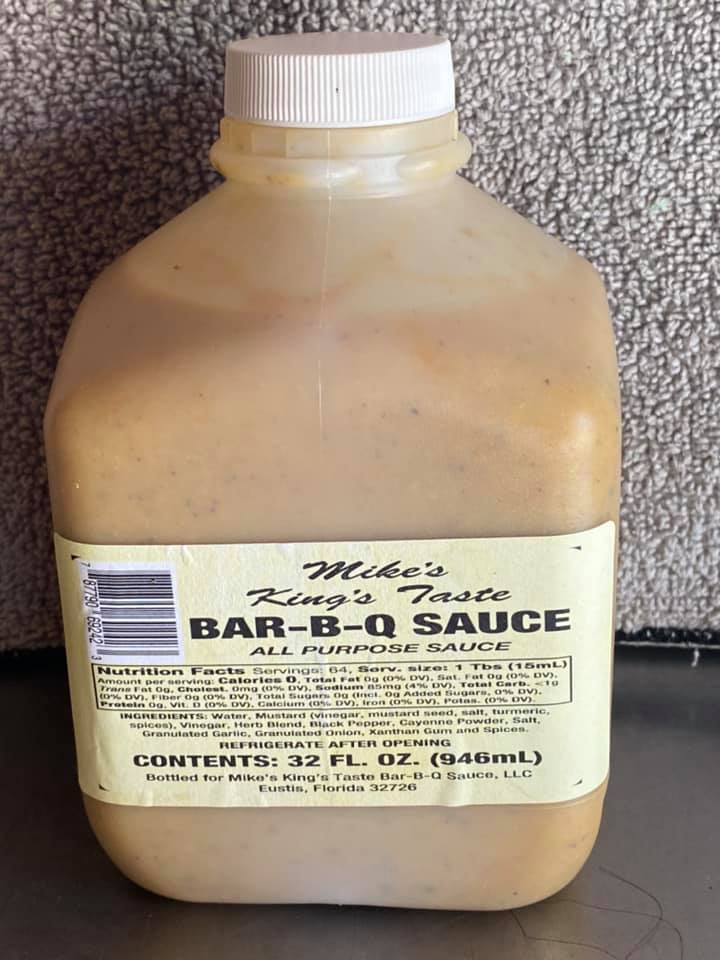 Mike's
King's Taste
BAR-B-Q SAUCE
ALL PURPOSE SAUCE
Nutrition Facts Servings: 64, Serv. size: 1 Tbs (15mL)
Amount per serving: Calories 0, Total Fat 0g (0% DV), Sat. Fat 0g (0% DV),
Trans Fat 0g, Cholest. 0mg (0% DV), Sodium 85mg (4% DV), Total Carb. <1g
(0% DV), Fiber 0g (0% DV), Total Sugars 0g (Incl. 0g Added Sugars, 0% DV),
Protein 0g, Vit. D (0% DV), Calcium (0% DV), Iron (0% DV), Potas. (0% DV).
INGREDIENTS: Water, Mustard (vinegar, mustard seed, salt, turmeric,
spices), Vinegar, Herb Blend, Black Pepper, Cayenne Powder, Salt,
Granulated Garlic, Granulated Onion, Xanthan Gum and Spices.
REFRIGERATE AFTER OPENING
CONTENTS: 32 FL. OZ. (946mL)
Bottled for Mike's King's Taste Bar-B-Q Sauce, LLC
Eustis, Florida 32726
7 87790 69242 3